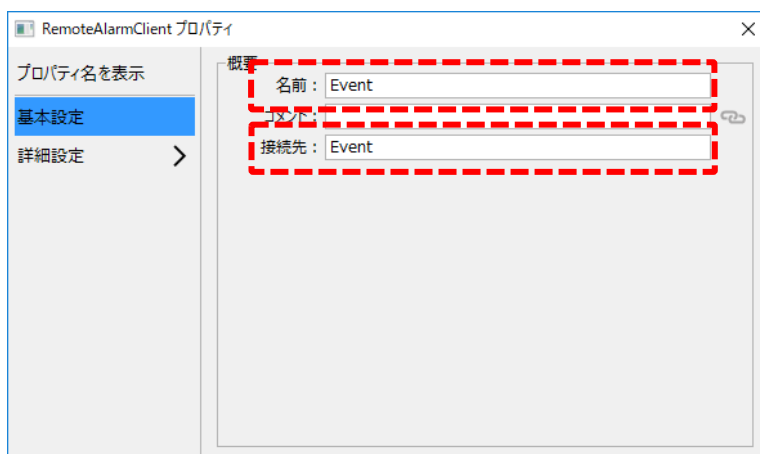 RemoteAlarmClient プロパティ
プロパティ名を表示
基本設定
詳細設定
概要
名前： Event
コメント：
接続先： Event